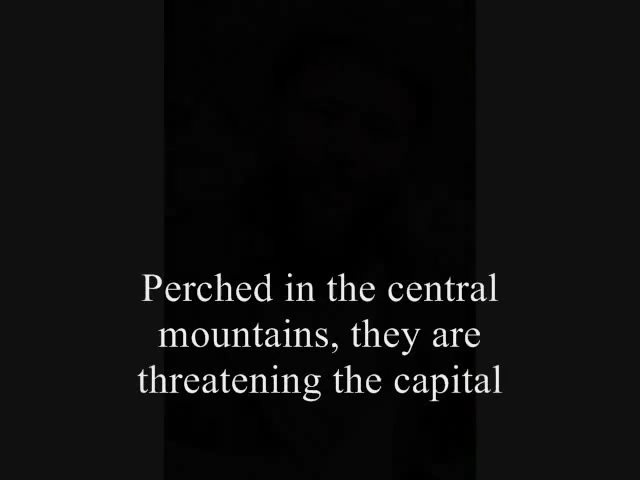 Perched in the central
mountains, they are
threatening the capital